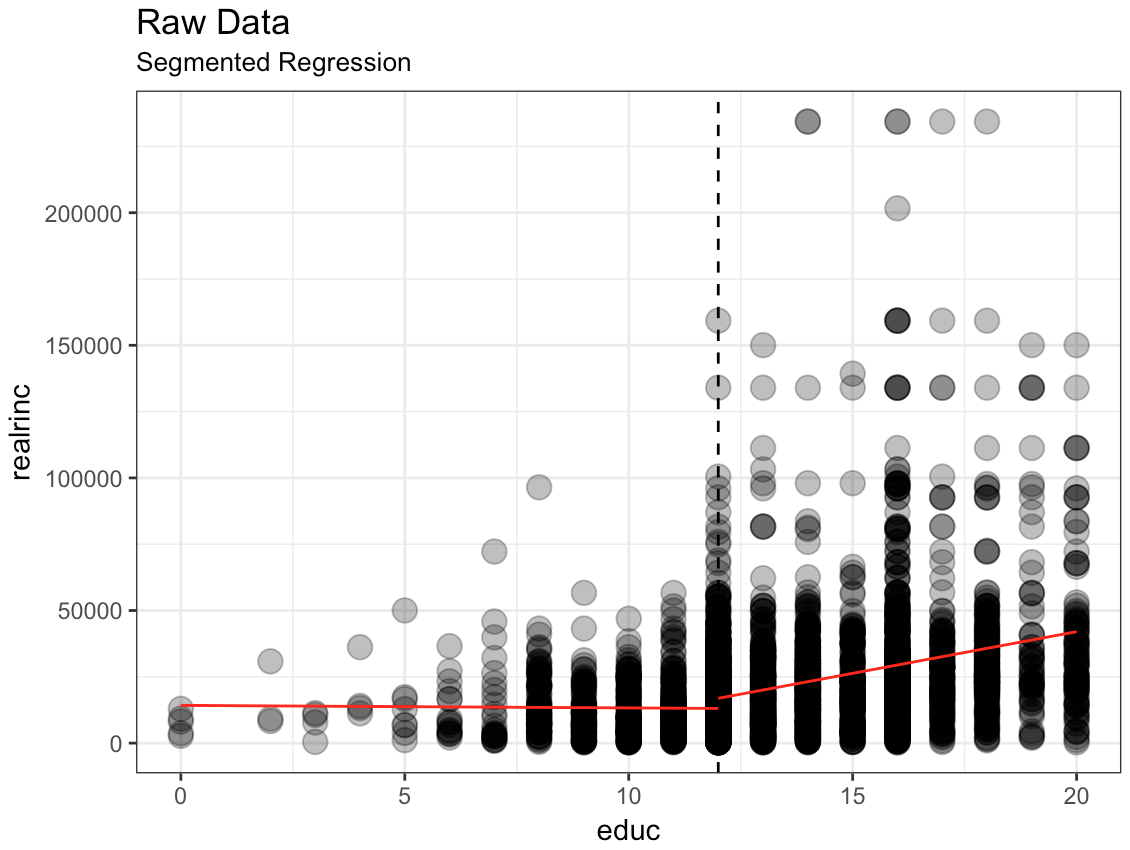 Raw Data
Segmented Regression
realrinc
200000
150000
100000
50000
0
0 5 10 15 20
educ